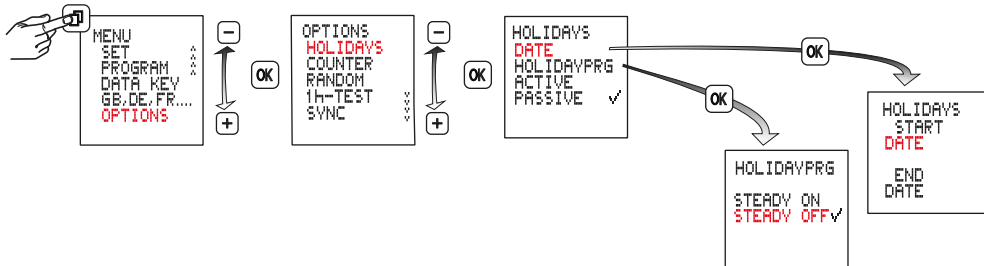 MENU
SET
PROGRAM
DATA KEY
GB,DE,FR....
OPTIONS
−
OK
+
OPTIONS
HOLIDAYS
COUNTER
RANDOM
1h-TEST
SYNC
−
OK
+
HOLIDAYS
DATE
HOLIDAYPRG
ACTIVE
PASSIVE ✓
OK
OK
HOLIDAYPRG
STEADY ON
STEADY OFF✓
HOLIDAYS
START
DATE
END
DATE